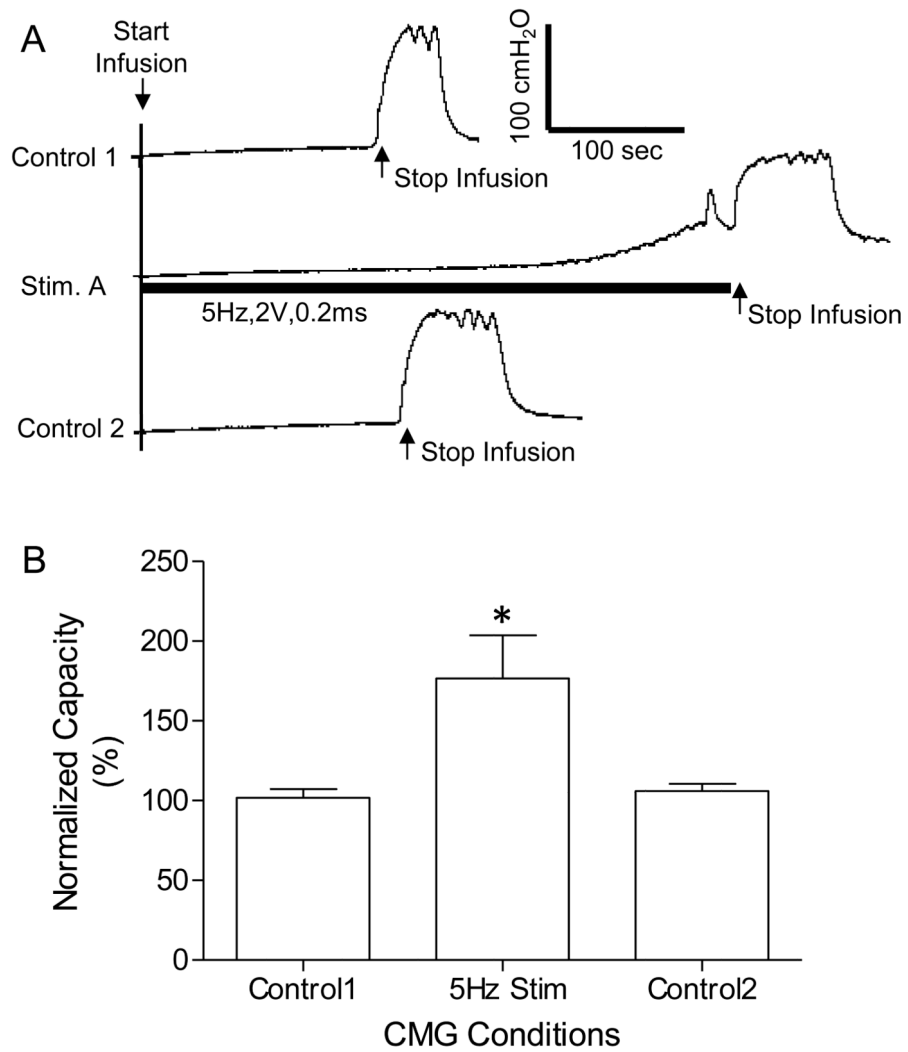 A
Start
Infusion
100 cmH₂O
100 sec
Control 1
Stop Infusion
Stim. A
5Hz,2V,0.2ms
Stop Infusion
Control 2
Stop Infusion
B
Normalized Capacity
(%)
250
200
150
100
50
0
*
Control1
5Hz Stim
Control2
CMG Conditions